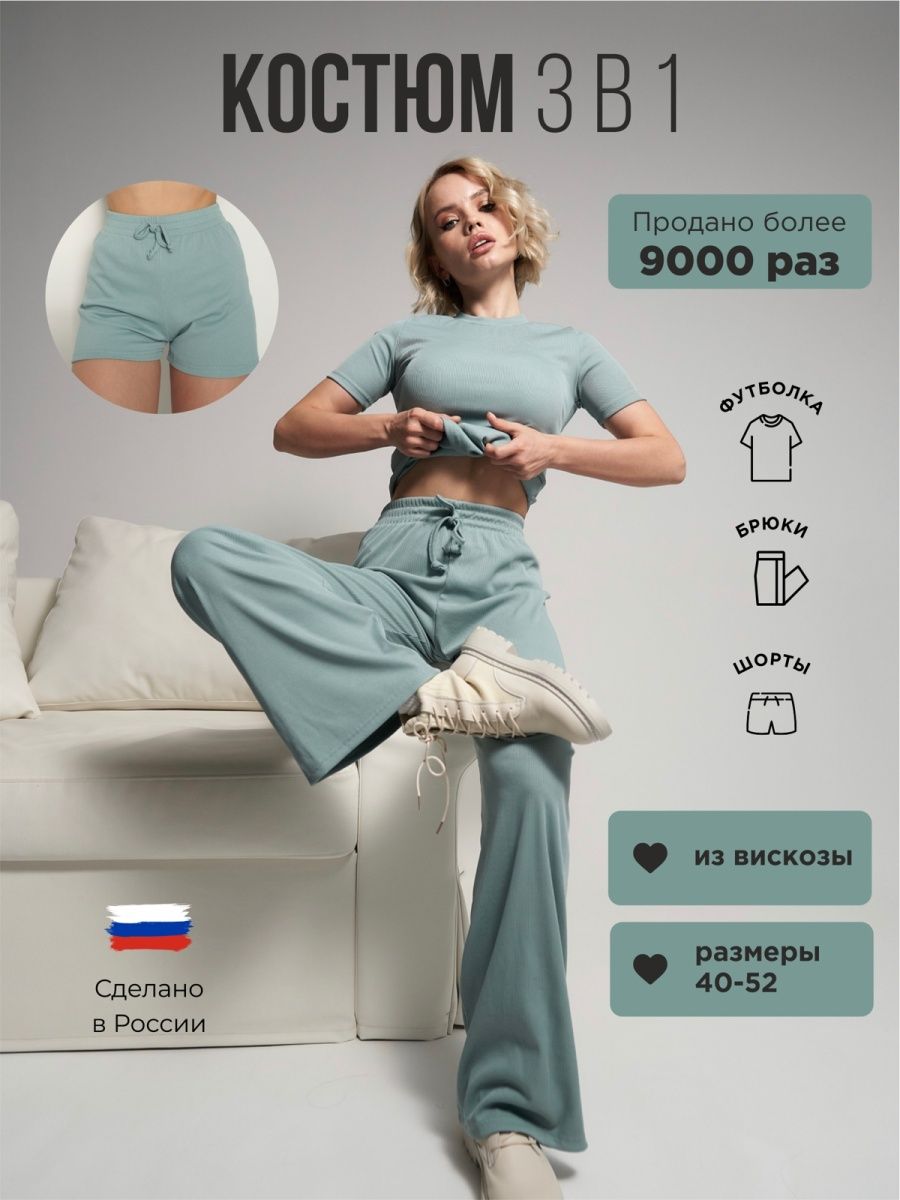 КОСТЮМ 3 В 1
Продано более
9000 раз
ФУТБОЛКА
БРЮКИ
ШОРТЫ
из вискозы
размеры
40-52
Сделано
в России